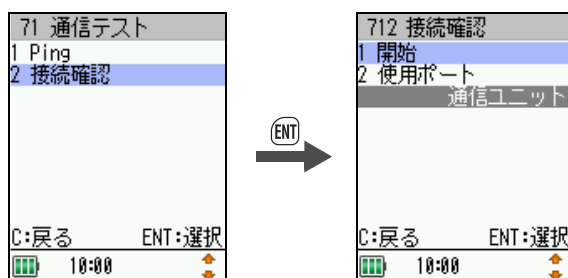 71 通信テスト
1 Ping
2 接続確認
C:戻る ENT:選択
10:00
ENT
712 接続確認
1 開始
2 使用ポート
通信ユニット
C:戻る ENT:選択
10:00